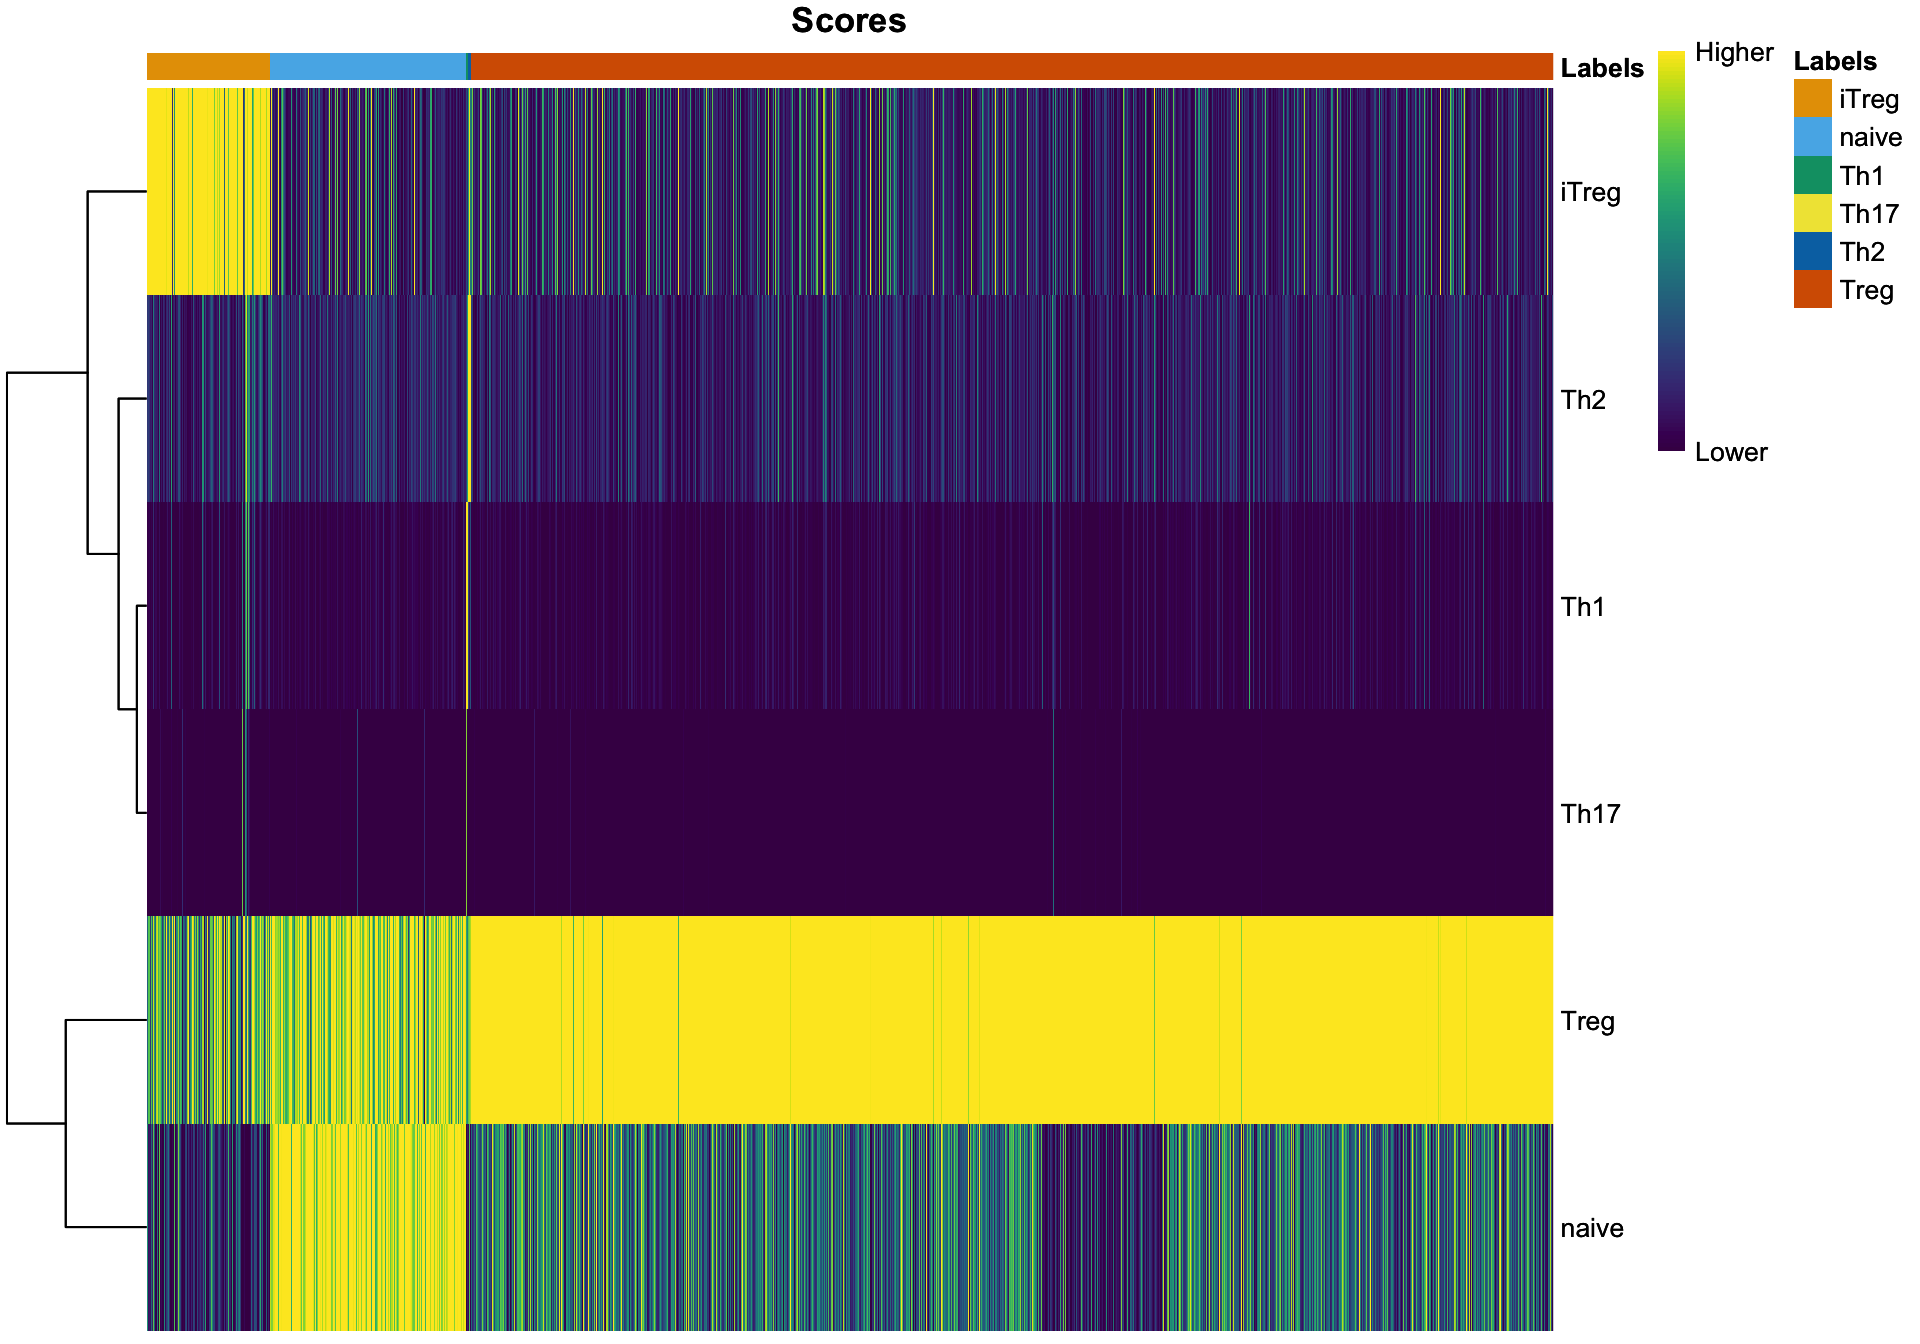 Scores
Labels
iTreg
Th2
Th1
Th17
Treg
naive
Higher
Lower
Labels
iTreg
naive
Th1
Th17
Th2
Treg